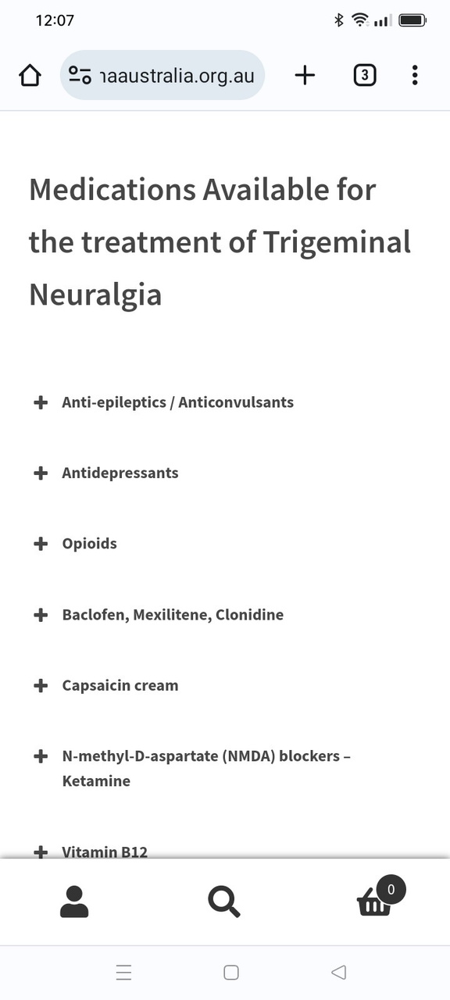 12:07
naaustralia.org.au
3
Medications Available for
the treatment of Trigeminal
Neuralgia
Anti-epileptics / Anticonvulsants
Antidepressants
Opioids
Baclofen, Mexilitene, Clonidine
Capsaicin cream
N-methyl-D-aspartate (NMDA) blockers –
Ketamine
Vitamin B12
0